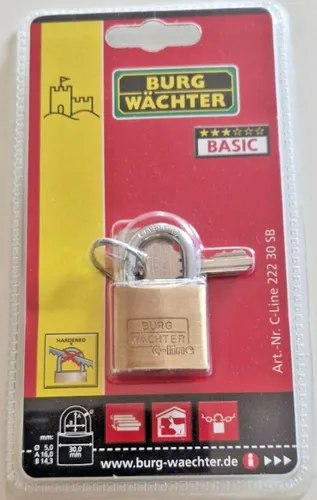 BURG
WÄCHTER
BASIC
Art.-Nr. C-Line 222 30 SB
HARDENED
BURG
WÄCHTER
C-line
mm:
Ø 5,0
A 16,0
B 14,3
30,0
mm
www.burg-waechter.de